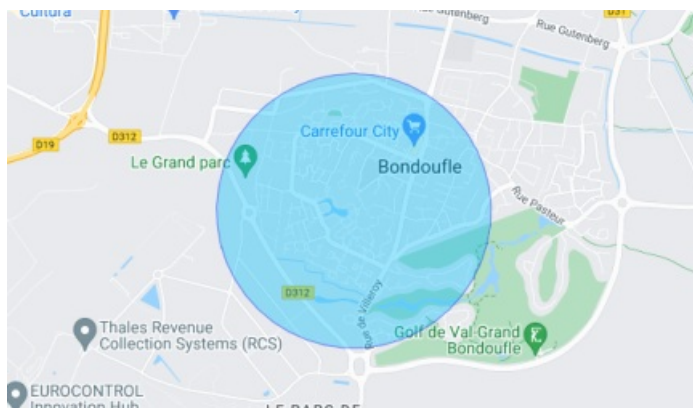 Cultura
D31
Rue Gutenberg
Rue Gutenberg
D19
D312
Carrefour City
Le Grand parc
Bondoufle
Rue Pasteur
D312
Rue de Villeroy
Thales Revenue
Collection Systems (RCS)
Golf de Val-Grand
Bondoufle
EUROCONTROL
Innovation Hub
LE PARC DE